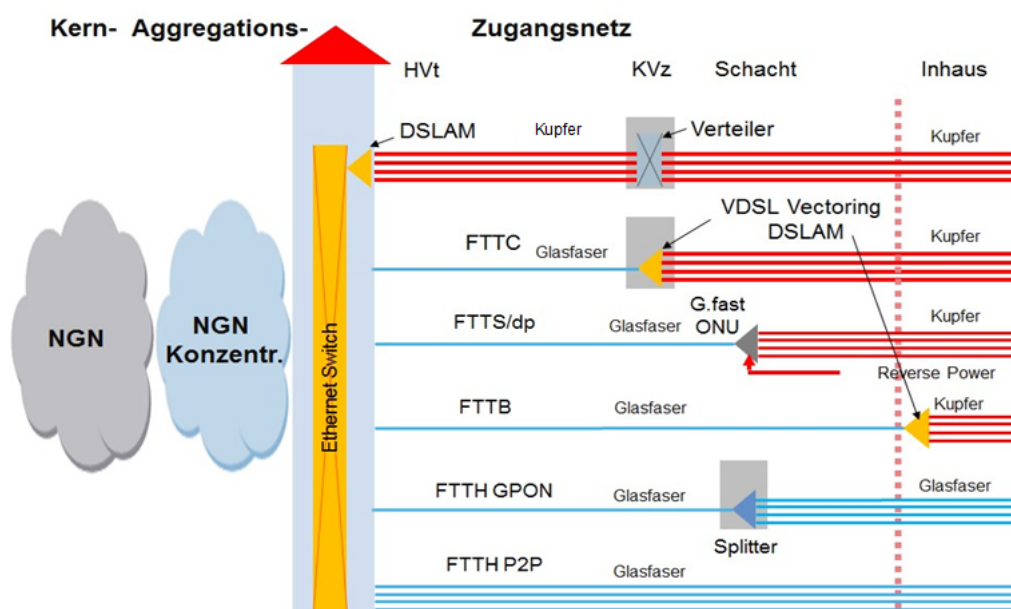 Kern- Aggregations- Zugangsnetz
HVt KVz Schacht Inhaus
DSLAM Kupfer Verteiler Kupfer
VDSL Vectoring
DSLAM
FTTC Glasfaser Kupfer
G.fast
ONU
FTTS/dp Glasfaser Kupfer
NGN
NGN
Konzentr.
Ethernet Switch
Reverse Power
FTTB Glasfaser Kupfer
FTTH GPON Glasfaser Glasfaser
Splitter
FTTH P2P Glasfaser